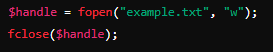 $handle = fopen("example.txt", "w");
fclose($handle);